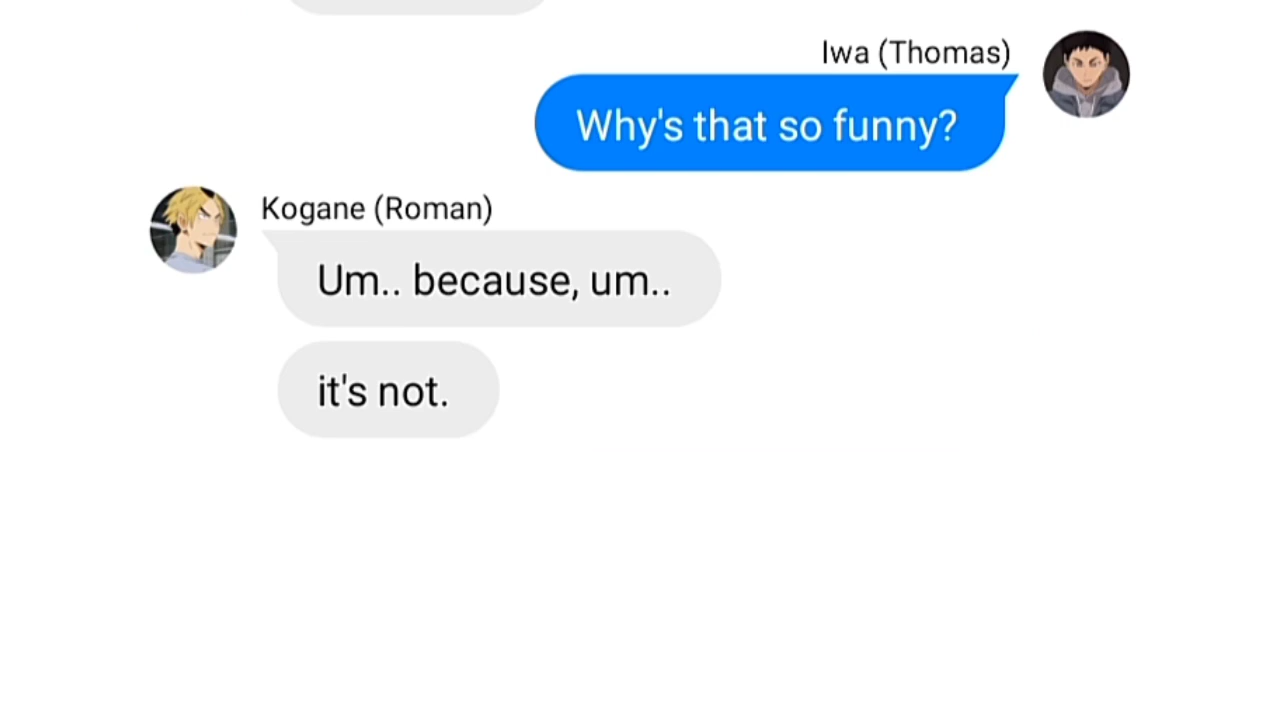 Iwa (Thomas)
Why's that so funny?
Kogane (Roman)
Um.. because, um..
it's not.